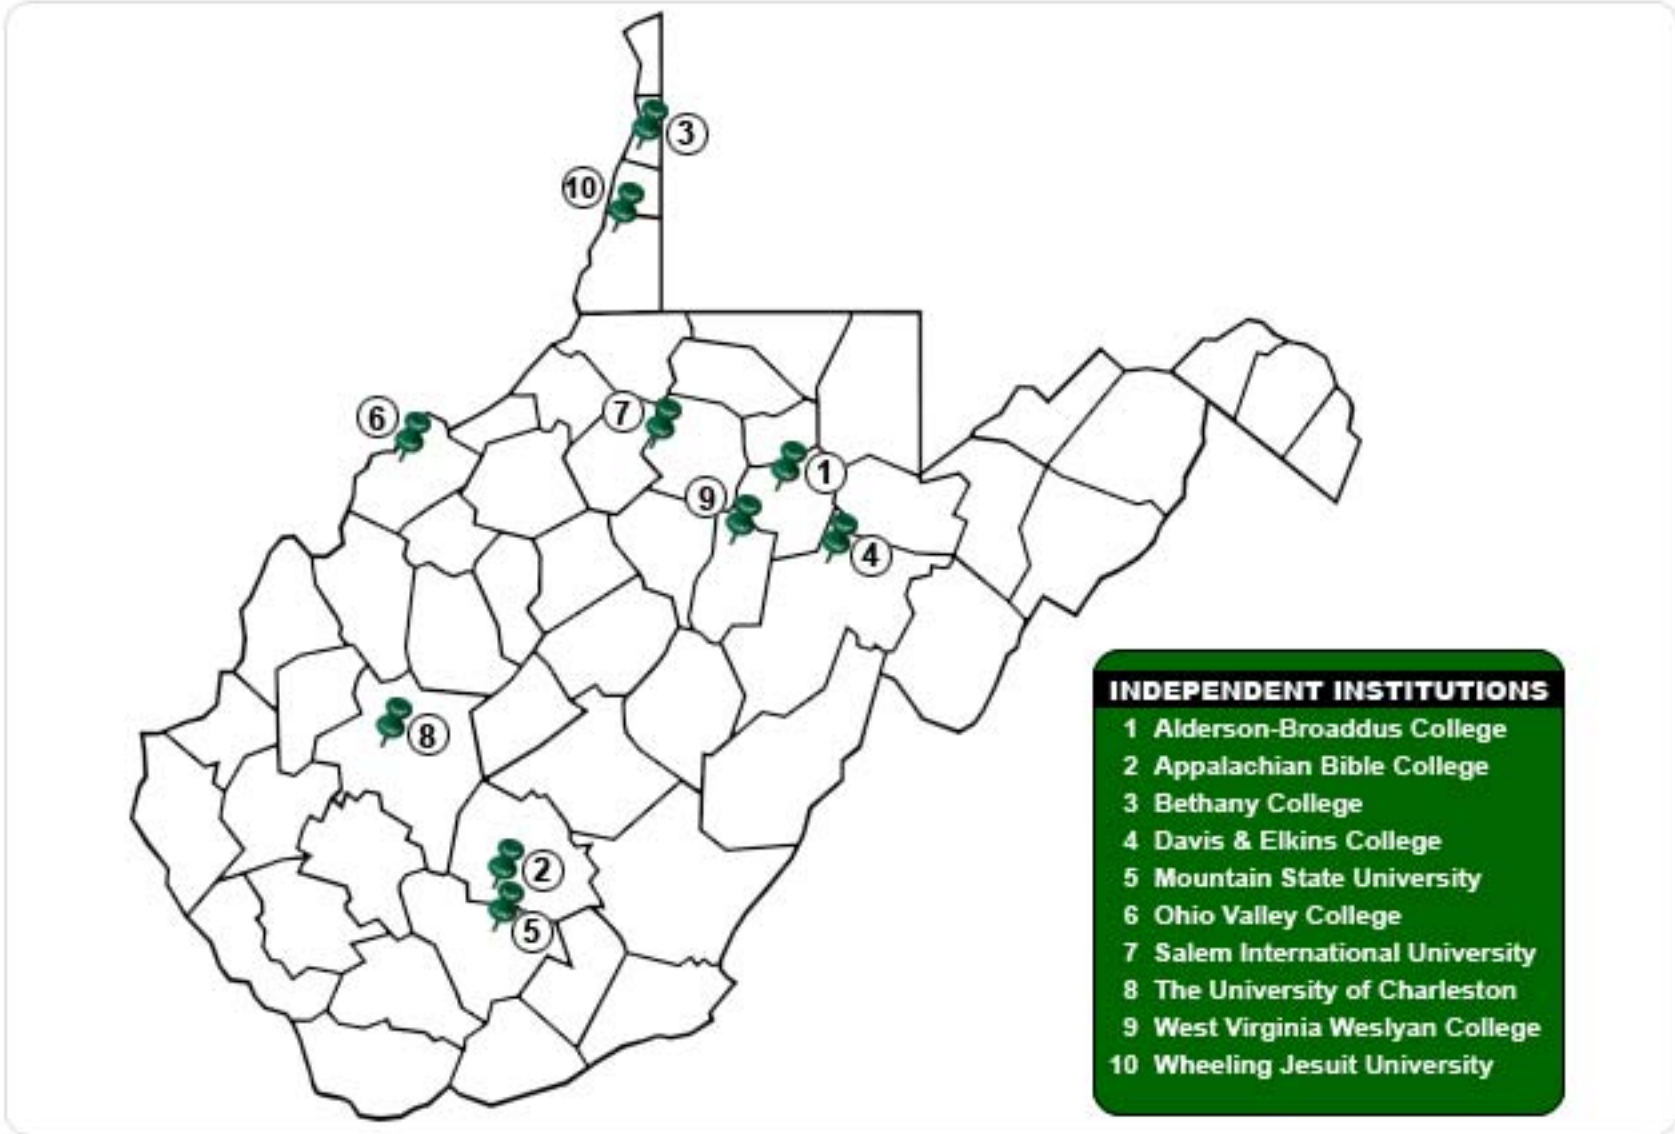 3
10
6
7
1
9
4
8
2
5
INDEPENDENT INSTITUTIONS
1 Alderson-Broaddus College
2 Appalachian Bible College
3 Bethany College
4 Davis & Elkins College
5 Mountain State University
6 Ohio Valley College
7 Salem International University
8 The University of Charleston
9 West Virginia Weslyan College
10 Wheeling Jesuit University